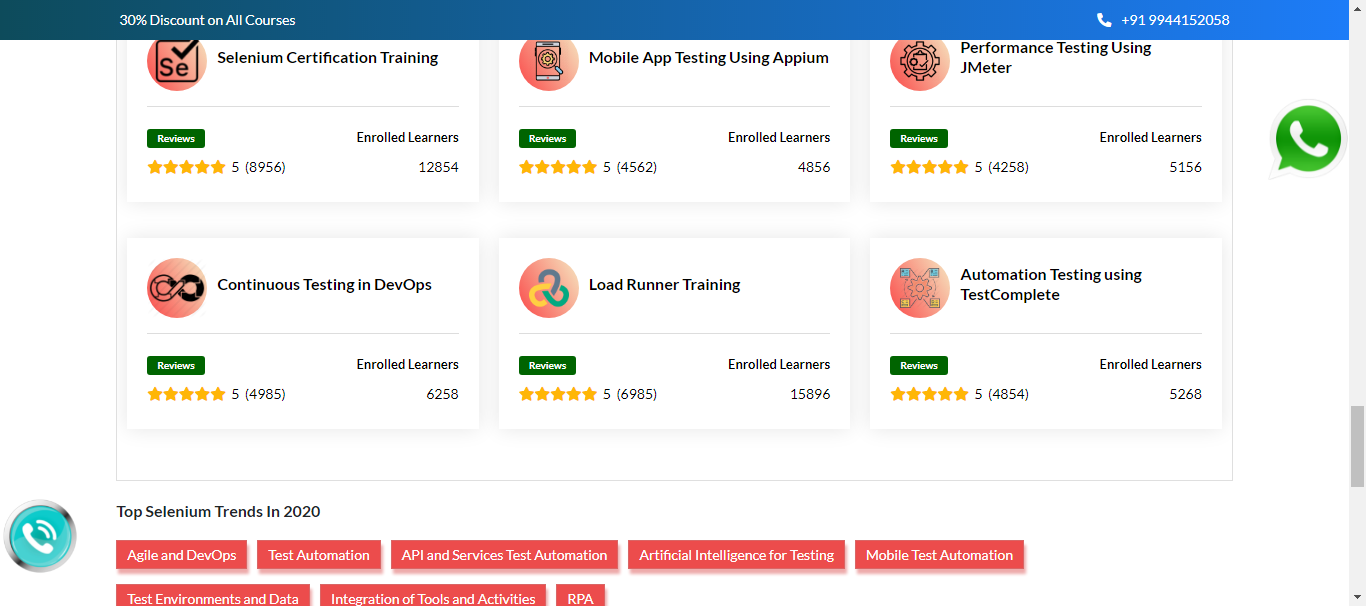 30% Discount on All Courses
+91 9944152058
Se
Selenium Certification Training
Mobile App Testing Using Appium
Performance Testing Using
JMeter
Reviews
Enrolled Learners
5 (8956)
12854
Reviews
Enrolled Learners
5 (4562)
4856
Reviews
Enrolled Learners
5 (4258)
5156
Continuous Testing in DevOps
Load Runner Training
Automation Testing using
TestComplete
Reviews
Enrolled Learners
5 (4985)
6258
Reviews
Enrolled Learners
5 (6985)
15896
Reviews
Enrolled Learners
5 (4854)
5268
Top Selenium Trends In 2020
Agile and DevOps
Test Automation
API and Services Test Automation
Artificial Intelligence for Testing
Mobile Test Automation
Test Environments and Data
Integration of Tools and Activities
RPA